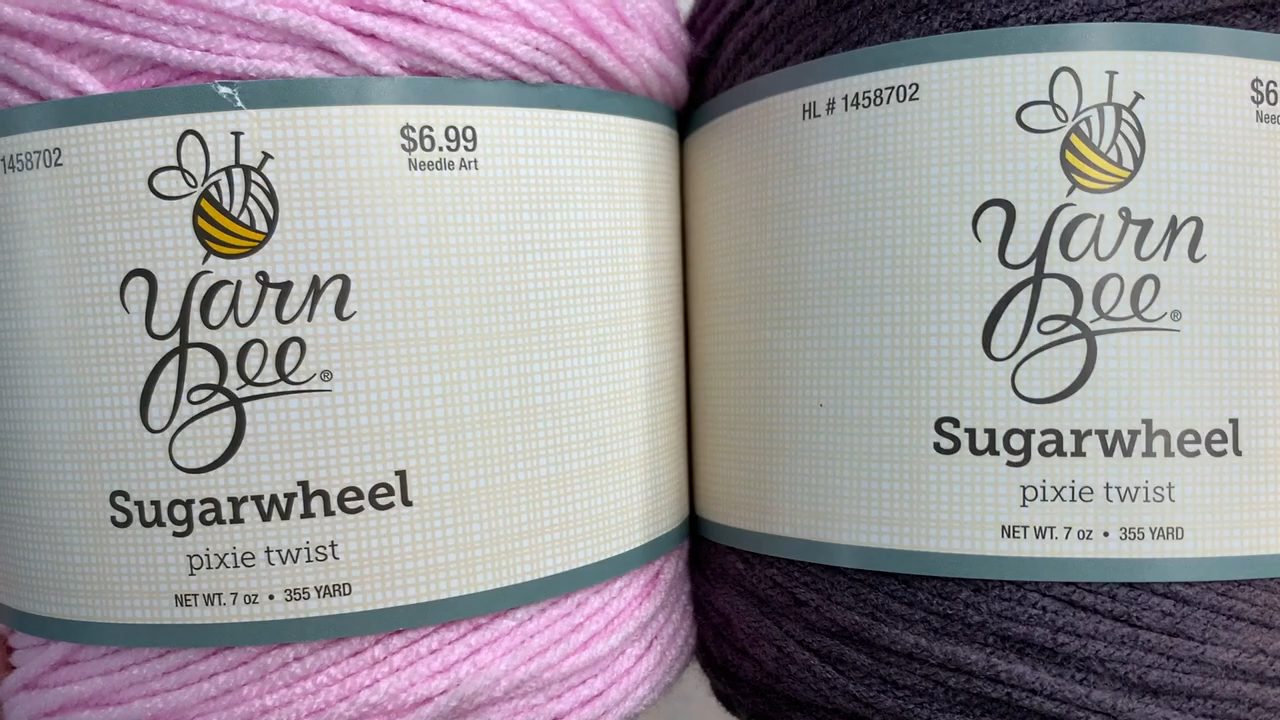 1458702
$6.99
Needle Art
Yarn
Bee®
Sugarwheel
pixie twist
NET WT. 7 oz • 355 YARD
HL # 1458702
$6
Yarn
Bee®
Sugarwheel
pixie twist
NET WT. 7 oz • 355 YARD